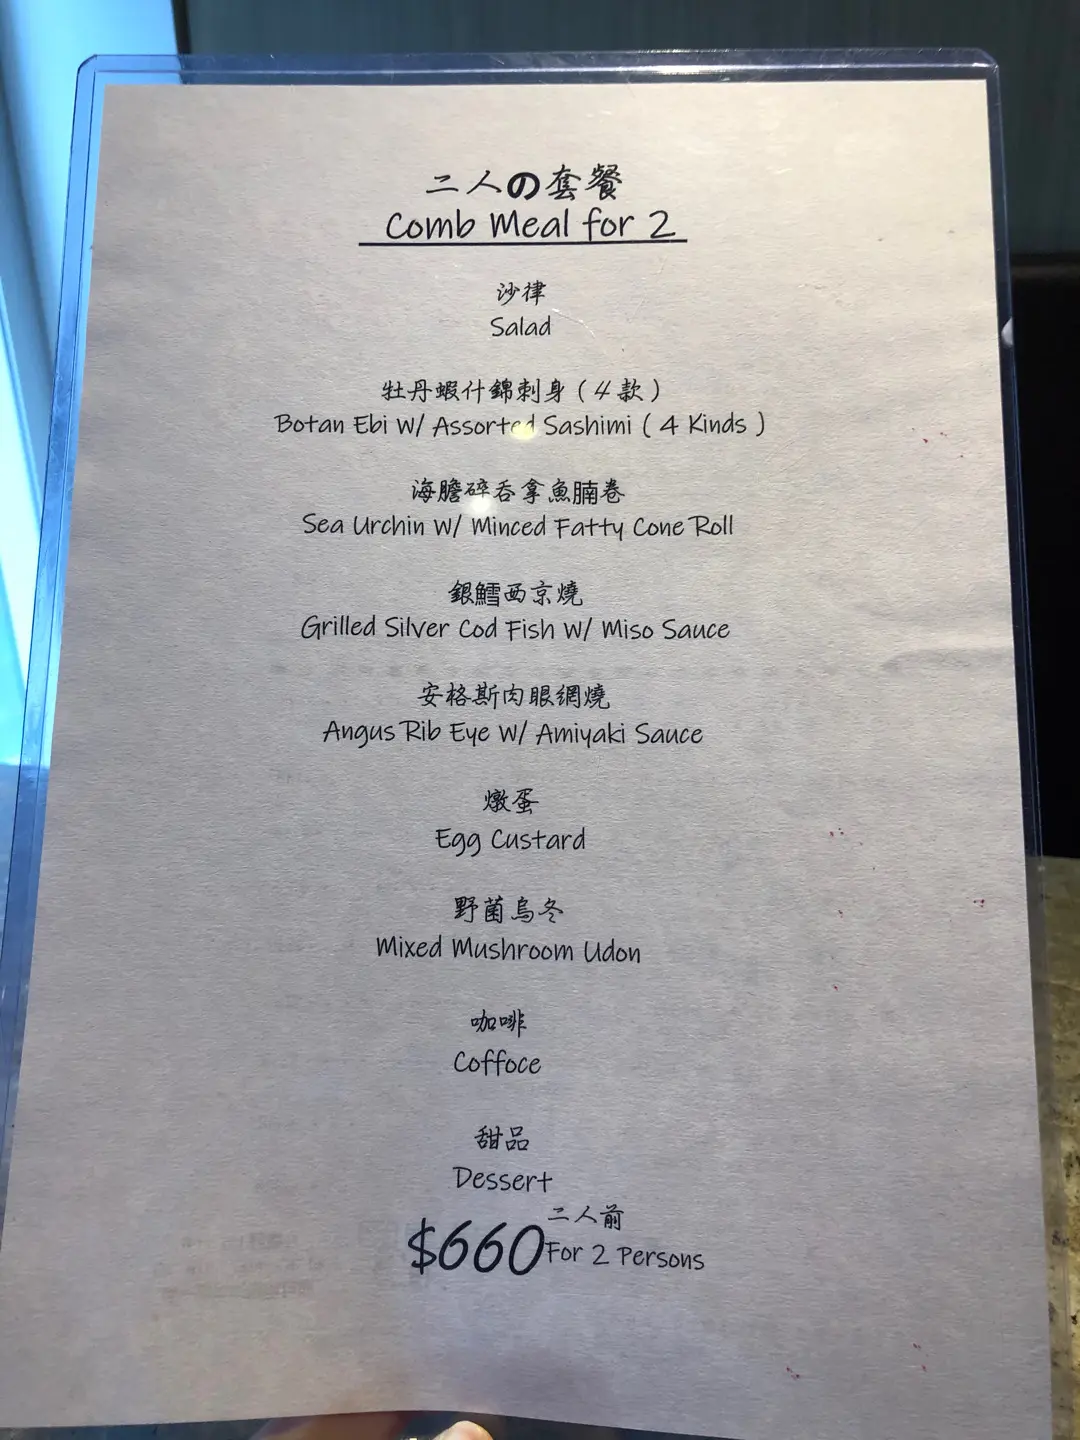 二人の套餐
Comb Meal for 2
沙律
Salad
牡丹蝦什錦刺身 ( 4 款 )
Botan Ebi W/ Assorted Sashimi ( 4 Kinds )
海膽碎吞拿魚腩卷
Sea Urchin W/ Minced Fatty Cone Roll
銀鱈西京燒
Grilled Silver Cod Fish W/ Miso Sauce
安格斯肉眼網燒
Angus Rib Eye W/ Amiyaki Sauce
燉蛋
Egg Custard
野菌烏冬
Mixed Mushroom Udon
咖啡
Coffoce
甜品
Dessert
二人前
$660 For 2 Persons